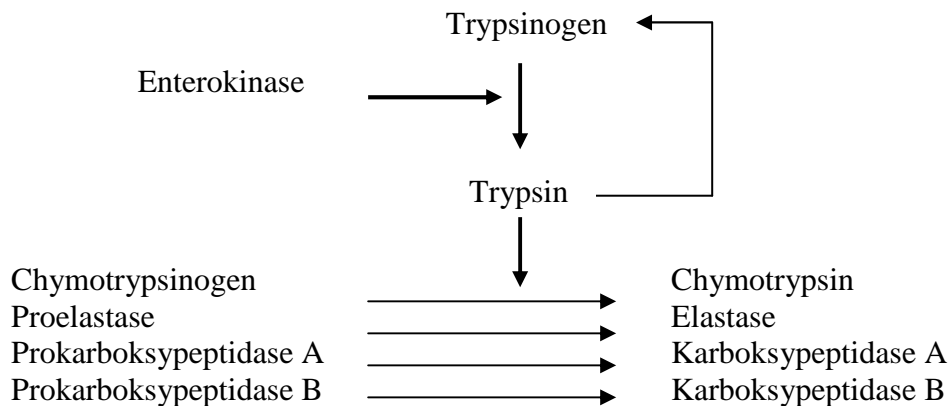 Trypsinogen
Enterokinase
Trypsin
Chymotrypsinogen Chymotrypsin
Proelastase Elastase
Prokarboksypeptidase A Karboksypeptidase A
Prokarboksypeptidase B Karboksypeptidase B